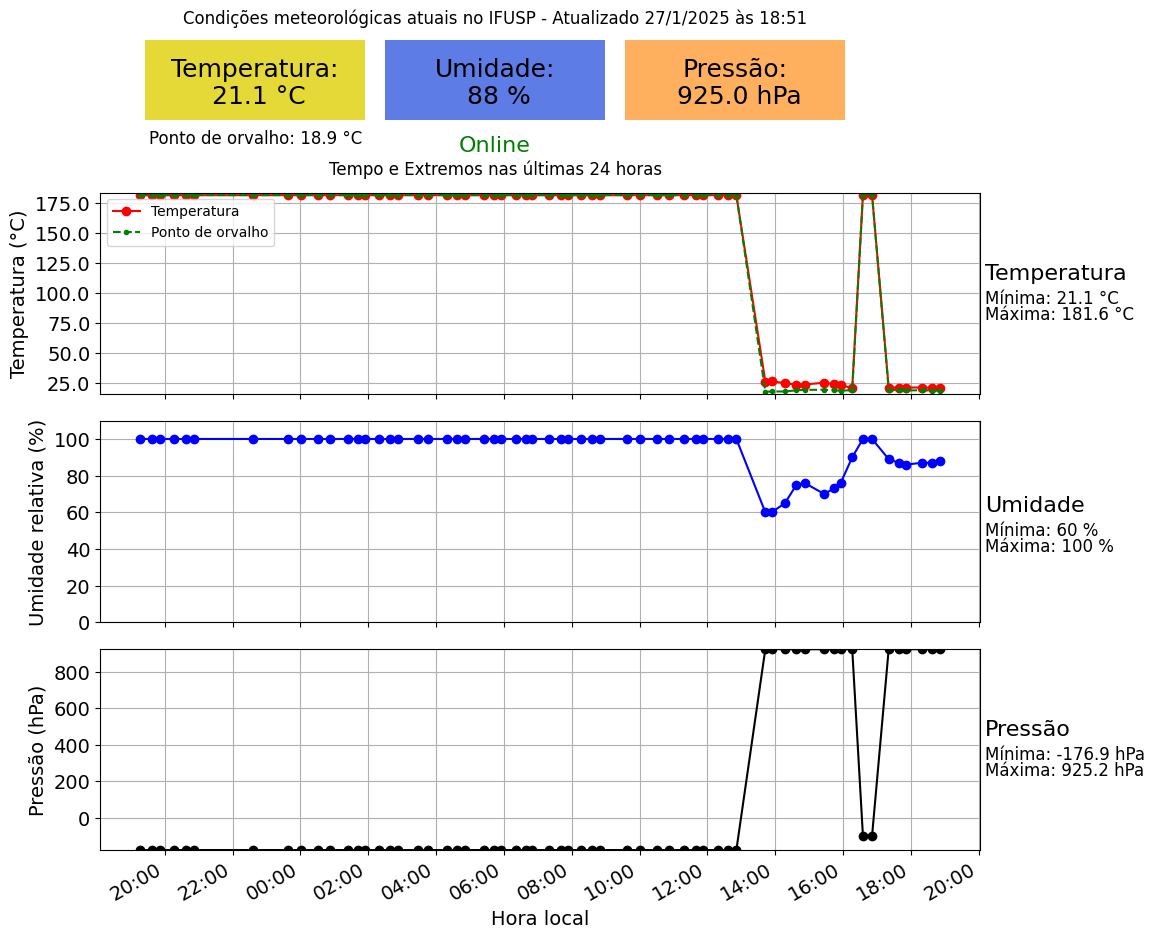 Condições meteorológicas atuais no IFUSP - Atualizado 27/1/2025 às 18:51
Temperatura:
21.1 °C
Umidade:
88 %
Pressão:
925.0 hPa
Ponto de orvalho: 18.9 °C
Online
Tempo e Extremos nas últimas 24 horas
Temperatura (°C)
175.0
150.0
125.0
100.0
75.0
50.0
25.0
Temperatura
Ponto de orvalho
Temperatura
Mínima: 21.1 °C
Máxima: 181.6 °C
Umidade relativa (%)
100
80
60
40
20
0
Umidade
Mínima: 60 %
Máxima: 100 %
Pressão (hPa)
800
600
400
200
0
Pressão
Mínima: -176.9 hPa
Máxima: 925.2 hPa
20:00 22:00 00:00 02:00 04:00 06:00 08:00 10:00 12:00 14:00 16:00 18:00 20:00
Hora local